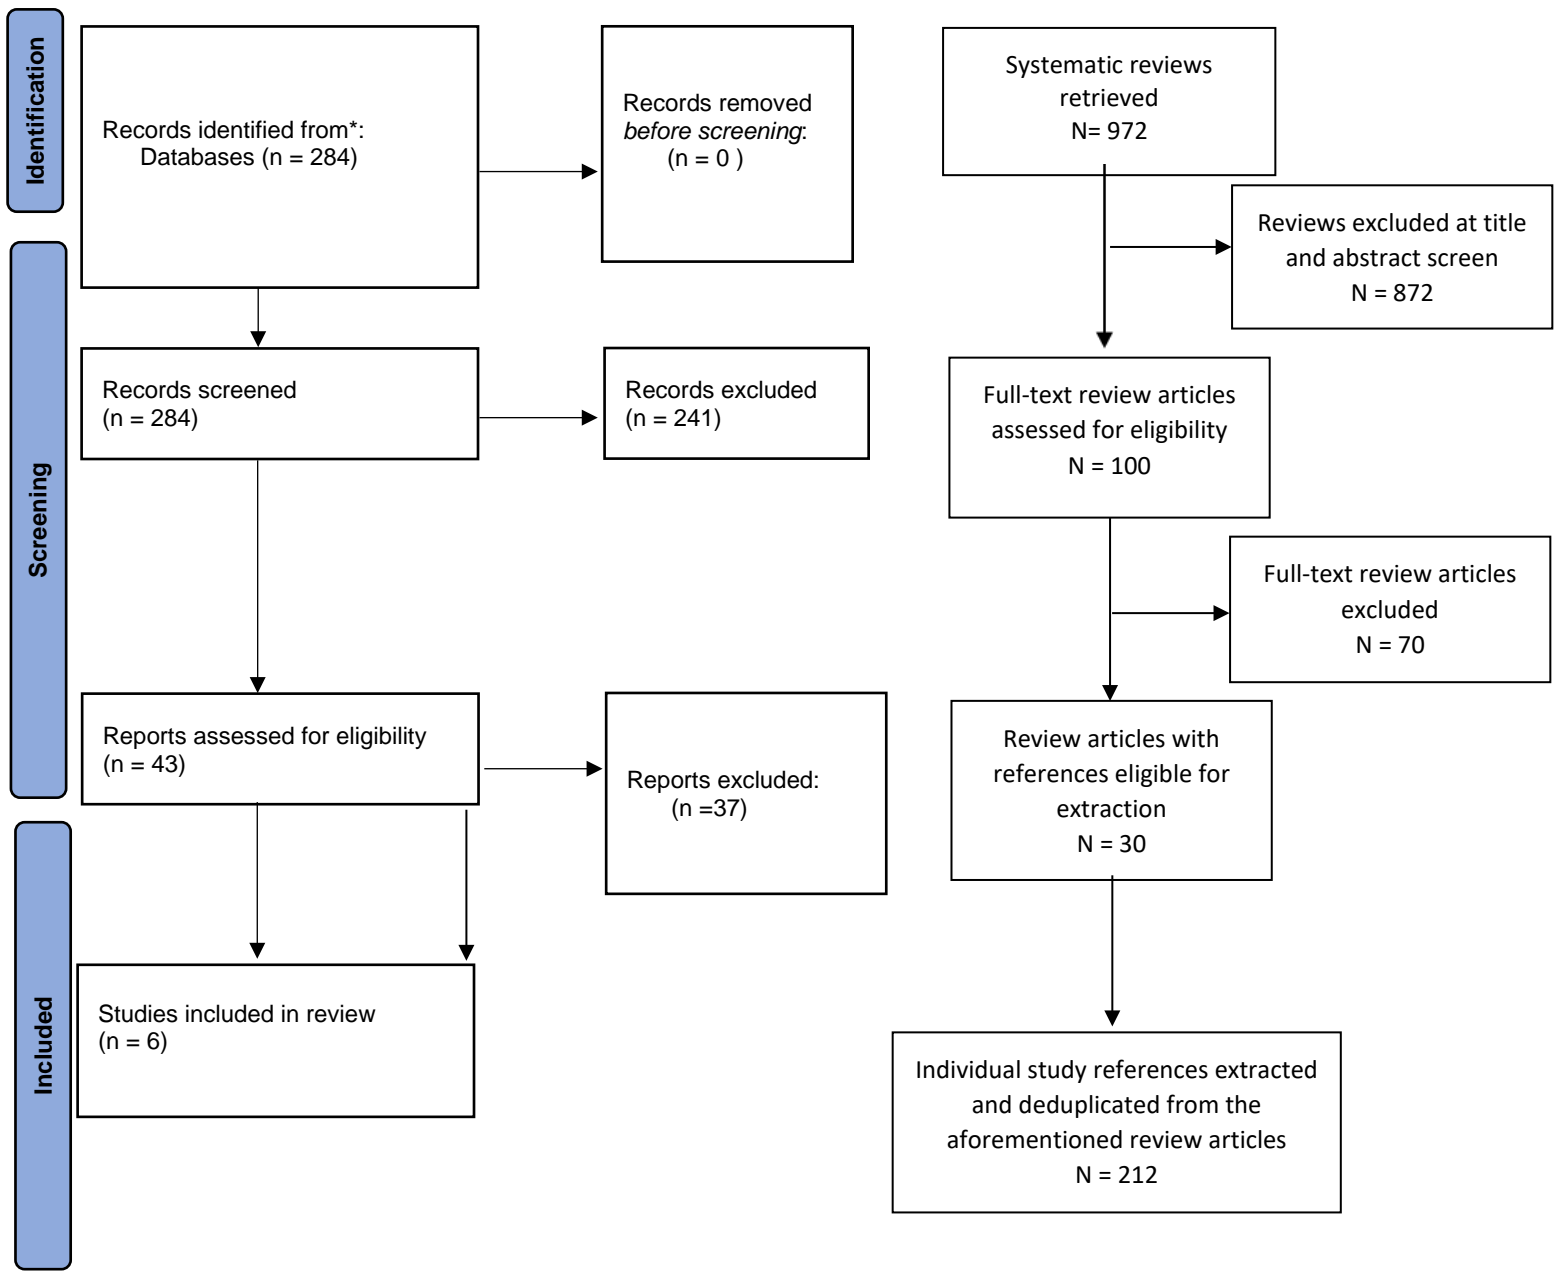 Identification
Records identified from*:
Databases (n = 284)
Records removed
before screening:
(n = 0 )
Screening
Records screened
(n = 284)
Records excluded
(n = 241)
Reports assessed for eligibility
(n = 43)
Reports excluded:
(n =37)
Included
Studies included in review
(n = 6)
Systematic reviews
retrieved
N= 972
Reviews excluded at title
and abstract screen
N = 872
Full-text review articles
assessed for eligibility
N = 100
Full-text review articles
excluded
N = 70
Review articles with
references eligible for
extraction
N = 30
Individual study references extracted
and deduplicated from the
aforementioned review articles
N = 212